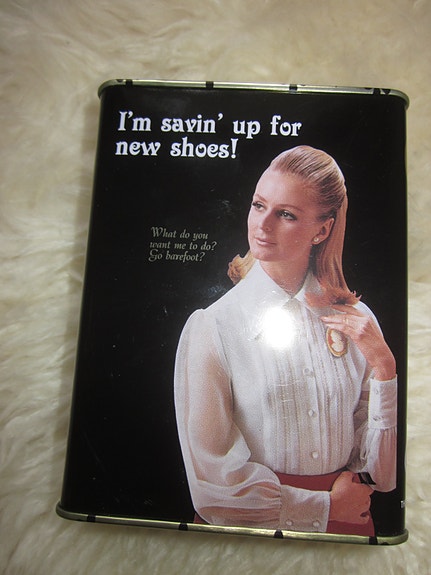 I'm savin' up for
new shoes!
What do you
want me to do?
Go barefoot?